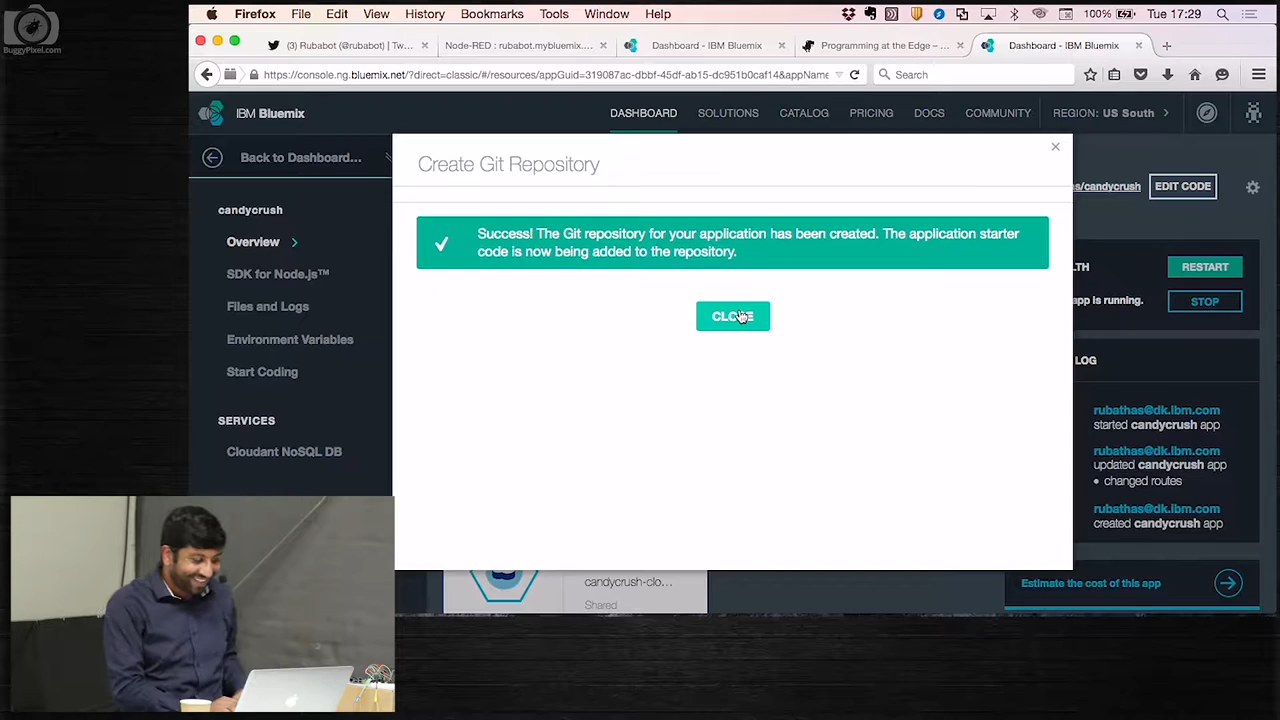 BuggyPixel.com
Firefox File Edit View History Bookmarks Tools Window Help
100% Tue 17:29
(3) Rubabot (@rubabot) | Tw...
Node-RED : rubabot.mybluemix....
Dashboard - IBM Bluemix
Programming at the Edge – ...
Dashboard - IBM Bluemix
https://console.ng.bluemix.net/?direct=classic/#/resources/appGuid=319087ac-dbbf-45df-ab15-dc951b0caf14&appName
Search
IBM Bluemix
DASHBOARD SOLUTIONS CATALOG PRICING DOCS COMMUNITY REGION: US South
Back to Dashboard...
Create Git Repository
s/candycrush EDIT CODE
candycrush
Overview
SDK for Node.js™
Files and Logs
Environment Variables
Start Coding
SERVICES
Cloudant NoSQL DB
Success! The Git repository for your application has been created. The application starter
code is now being added to the repository.
CLOSE
LTH
RESTART
app is running.
STOP
LOG
rubathas@dk.ibm.com
started candycrush app
rubathas@dk.ibm.com
updated candycrush app
• changed routes
rubathas@dk.ibm.com
created candycrush app
candycrush-clo...
Shared
Estimate the cost of this app